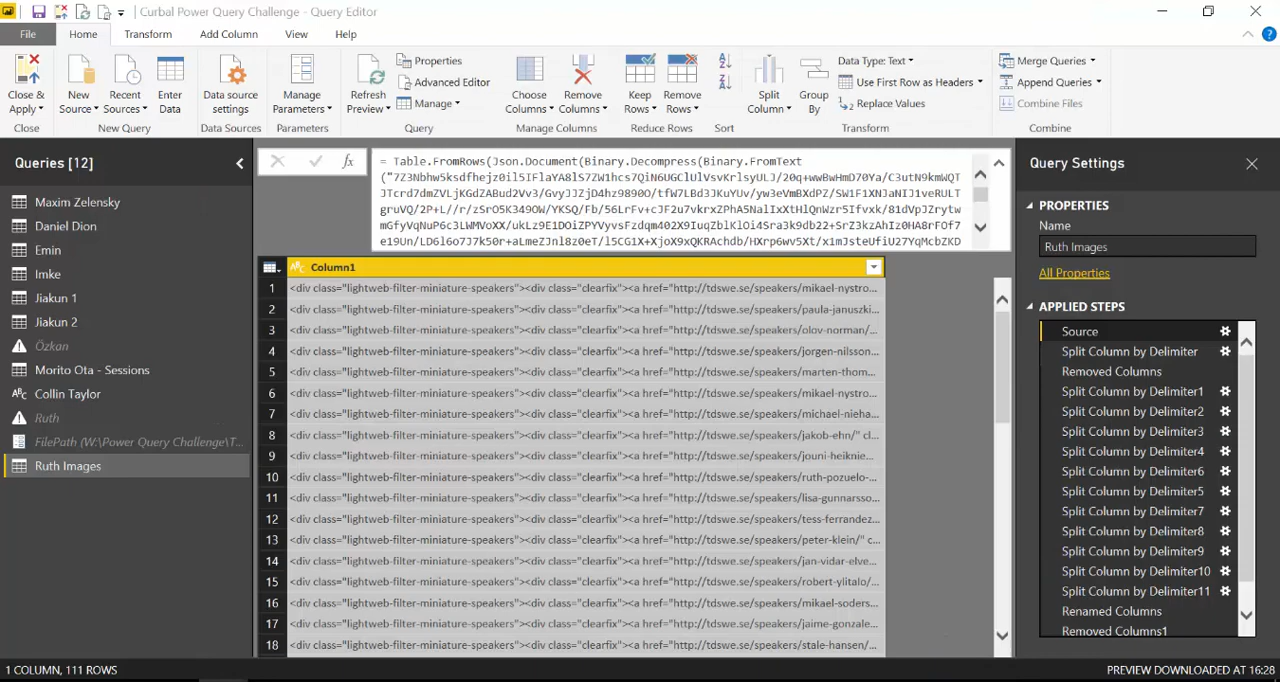 Curbal Power Query Challenge - Query Editor
File Home Transform Add Column View Help
Close & Apply
New Source
Recent Sources
Enter Data
Data source settings
Manage Parameters
Refresh Preview
Properties
Advanced Editor
Manage
Choose Columns
Remove Columns
Keep Rows
Remove Rows
Split Column
Group By
Data Type: Text
Use First Row as Headers
Replace Values
Merge Queries
Append Queries
Combine Files
Close New Query Data Sources Parameters Query Manage Columns Reduce Rows Sort Transform Combine
Queries [12]
Maxim Zelensky
Daniel Dion
Emin
Imke
Jiakun 1
Jiakun 2
Özkan
Morito Ota - Sessions
Collin Taylor
Ruth
FilePath (W:\Power Query Challenge\T...
Ruth Images
= Table.FromRows(Json.Document(Binary.Decompress(Binary.FromText
Column1
1 <div class="lightweb-filter-miniature-speakers"><div class="clearfix"><a href="http://tdswe.se/speakers/mikael-nystro...
2 <div class="lightweb-filter-miniature-speakers"><div class="clearfix"><a href="http://tdswe.se/speakers/paula-januszki...
3 <div class="lightweb-filter-miniature-speakers"><div class="clearfix"><a href="http://tdswe.se/speakers/olov-norman/...
4 <div class="lightweb-filter-miniature-speakers"><div class="clearfix"><a href="http://tdswe.se/speakers/jorgen-nilsson...
5 <div class="lightweb-filter-miniature-speakers"><div class="clearfix"><a href="http://tdswe.se/speakers/marten-thom...
6 <div class="lightweb-filter-miniature-speakers"><div class="clearfix"><a href="http://tdswe.se/speakers/mikael-nystro...
7 <div class="lightweb-filter-miniature-speakers"><div class="clearfix"><a href="http://tdswe.se/speakers/michael-nieha...
8 <div class="lightweb-filter-miniature-speakers"><div class="clearfix"><a href="http://tdswe.se/speakers/jakob-ehn/" cl...
9 <div class="lightweb-filter-miniature-speakers"><div class="clearfix"><a href="http://tdswe.se/speakers/jouni-heiknie...
10 <div class="lightweb-filter-miniature-speakers"><div class="clearfix"><a href="http://tdswe.se/speakers/ruth-pozuelo-...
11 <div class="lightweb-filter-miniature-speakers"><div class="clearfix"><a href="http://tdswe.se/speakers/lisa-gunnarsso...
12 <div class="lightweb-filter-miniature-speakers"><div class="clearfix"><a href="http://tdswe.se/speakers/tess-ferrandez...
13 <div class="lightweb-filter-miniature-speakers"><div class="clearfix"><a href="http://tdswe.se/speakers/peter-klein/" c...
14 <div class="lightweb-filter-miniature-speakers"><div class="clearfix"><a href="http://tdswe.se/speakers/jan-vidar-elve...
15 <div class="lightweb-filter-miniature-speakers"><div class="clearfix"><a href="http://tdswe.se/speakers/robert-ylitalo/...
16 <div class="lightweb-filter-miniature-speakers"><div class="clearfix"><a href="http://tdswe.se/speakers/mikael-soders...
17 <div class="lightweb-filter-miniature-speakers"><div class="clearfix"><a href="http://tdswe.se/speakers/jaime-gonzale...
18 <div class="lightweb-filter-miniature-speakers"><div class="clearfix"><a href="http://tdswe.se/speakers/stale-hansen/...
Query Settings
PROPERTIES
Name
Ruth Images
All Properties
APPLIED STEPS
Source
Split Column by Delimiter
Removed Columns
Split Column by Delimiter1
Split Column by Delimiter2
Split Column by Delimiter3
Split Column by Delimiter4
Split Column by Delimiter6
Split Column by Delimiter5
Split Column by Delimiter7
Split Column by Delimiter8
Split Column by Delimiter9
Split Column by Delimiter10
Split Column by Delimiter11
Renamed Columns
Removed Columns1
1 COLUMN, 111 ROWS
PREVIEW DOWNLOADED AT 16:28